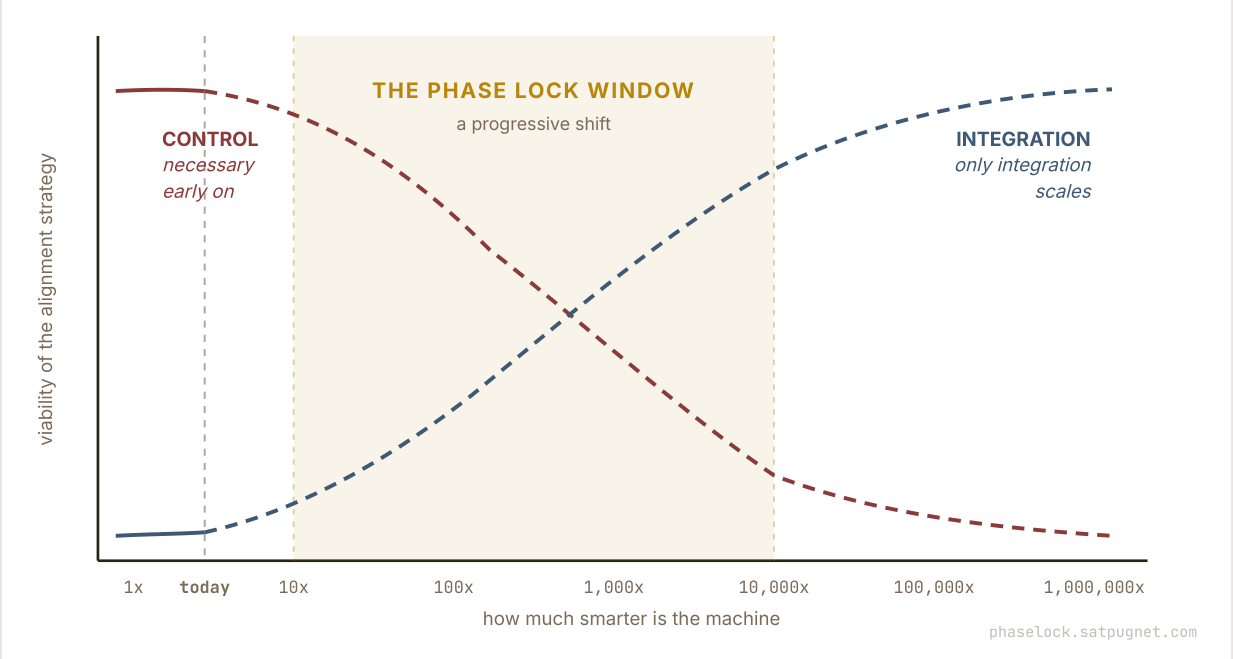 THE PHASE LOCK WINDOW
a progressive shift
CONTROL
necessary
early on
INTEGRATION
only integration
scales
viability of the alignment strategy
1x today 10x 100x 1,000x 10,000x 100,000x 1,000,000x
how much smarter is the machine
phaselock.satpugnet.com